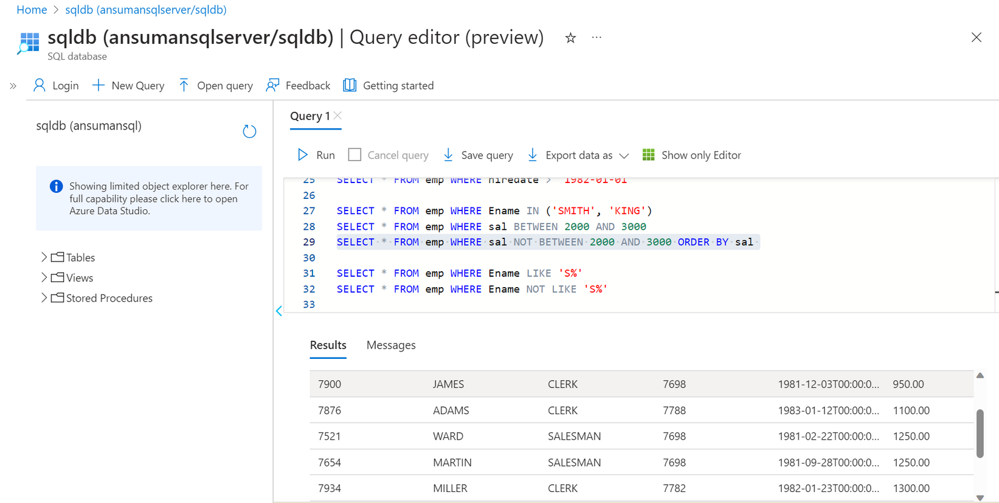 Home > sqldb (ansumansqlserver/sqldb)
sqldb (ansumansqlserver/sqldb) | Query editor (preview)
SQL database
Login New Query Open query Feedback Getting started
sqldb (ansumansql)
Showing limited object explorer here. For
full capability please click here to open
Azure Data Studio.
Tables
Views
Stored Procedures
Query 1
Run Cancel query Save query Export data as Show only Editor
25 SELECT * FROM emp WHERE hiredate > '1982-01-01'
26
27 SELECT * FROM emp WHERE Ename IN ('SMITH', 'KING')
28 SELECT * FROM emp WHERE sal BETWEEN 2000 AND 3000
29 SELECT * FROM emp WHERE sal NOT BETWEEN 2000 AND 3000 ORDER BY sal
30
31 SELECT * FROM emp WHERE Ename LIKE 'S%'
32 SELECT * FROM emp WHERE Ename NOT LIKE 'S%'
33
Results Messages
7900 JAMES CLERK 7698 1981-12-03T00:00:0... 950.00
7876 ADAMS CLERK 7788 1983-01-12T00:00:0... 1100.00
7521 WARD SALESMAN 7698 1981-02-22T00:00:0... 1250.00
7654 MARTIN SALESMAN 7698 1981-09-28T00:00:0... 1250.00
7934 MILLER CLERK 7782 1982-01-23T00:00:0... 1300.00